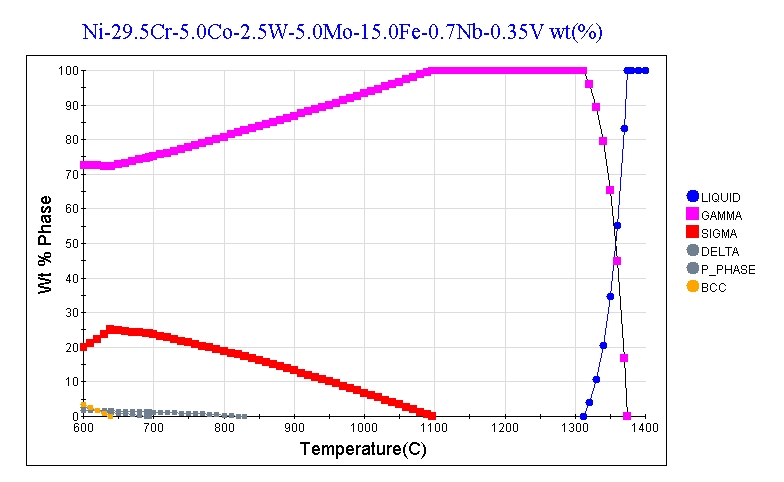 Ni-29.5Cr-5.0Co-2.5W-5.0Mo-15.0Fe-0.7Nb-0.35V wt(%)
100
90
80
70
60
50
40
30
20
10
0
Wt % Phase
600 700 800 900 1000 1100 1200 1300 1400
Temperature(C)
LIQUID
GAMMA
SIGMA
DELTA
P_PHASE
BCC